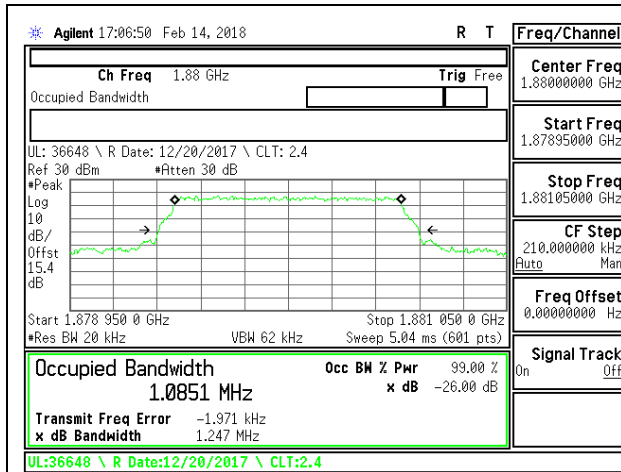 Agilent 17:06:50 Feb 14, 2018 R T
Ch Freq 1.88 GHz Trig Free
Occupied Bandwidth
UL: 36648 \ R Date: 12/20/2017 \ CLT: 2.4
Ref 30 dBm #Atten 30 dB
#Peak
Log
10
dB/
Offst
15.4
dB
Start 1.878 950 0 GHz Stop 1.881 050 0 GHz
#Res BW 20 kHz VBW 62 kHz Sweep 5.04 ms (601 pts)
Occupied Bandwidth Occ BW % Pwr 99.00 %
1.0851 MHz x dB -26.00 dB
Transmit Freq Error -1.971 kHz
x dB Bandwidth 1.247 MHz
UL:36648 \ R Date:12/20/2017 \ CLT:2.4
Freq/Channel
Center Freq
1.88000000 GHz
Start Freq
1.87895000 GHz
Stop Freq
1.88105000 GHz
CF Step
210.000000 kHz
Auto Man
Freq Offset
0.00000000 Hz
Signal Track
On Off